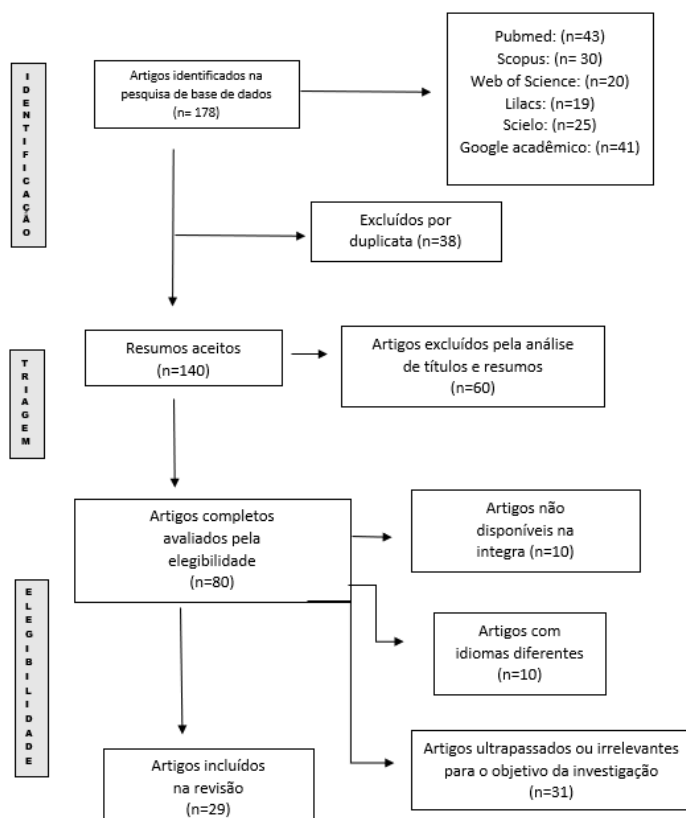 IDENTIFICAÇÃO
Artigos identificados na
pesquisa de base de dados
(n= 178)
Pubmed: (n=43)
Scopus: (n= 30)
Web of Science: (n=20)
Lilacs: (n=19)
Scielo: (n=25)
Google acadêmico: (n=41)
Excluídos por
duplicata (n=38)
TRIAGEM
Resumos aceitos
(n=140)
Artigos excluídos pela análise
de títulos e resumos
(n=60)
ELEGIBILIDADE
Artigos completos
avaliados pela
elegibilidade
(n=80)
Artigos não
disponíveis na
integra (n=10)
Artigos com
idiomas diferentes
(n=10)
Artigos ultrapassados ou irrelevantes
para o objetivo da investigação
(n=31)
Artigos incluídos
na revisão
(n=29)